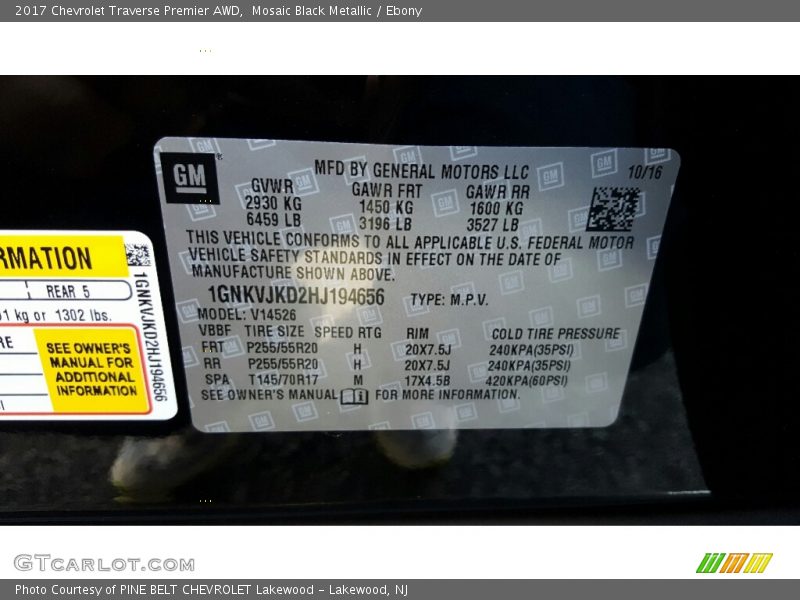 2017 Chevrolet Traverse Premier AWD,  Mosaic Black Metallic / Ebony
GM
MFD BY GENERAL MOTORS LLC 10/16
GVWR GAWR FRT GAWR RR
2930 KG 1450 KG 1600 KG
6459 LB 3196 LB 3527 LB
THIS VEHICLE CONFORMS TO ALL APPLICABLE U.S. FEDERAL MOTOR
VEHICLE SAFETY STANDARDS IN EFFECT ON THE DATE OF
MANUFACTURE SHOWN ABOVE.
1GNKVJKD2HJ194656 TYPE: M.P.V.
MODEL: V14526
VBBF TIRE SIZE SPEED RTG RIM COLD TIRE PRESSURE
FRT P255/55R20 H 20X7.5J 240KPA(35PSI)
RR P255/55R20 H 20X7.5J 240KPA(35PSI)
SPA T145/70R17 M 17X4.5B 420KPA(60PSI)
SEE OWNER'S MANUAL FOR MORE INFORMATION.
RMATION
REAR 5
1 kg or 1302 lbs.
RE
SEE OWNER'S
MANUAL FOR
ADDITIONAL
INFORMATION
1GNKVJKD2HJ194656
GTCARLOT.COM
Photo Courtesy of PINE BELT CHEVROLET Lakewood - Lakewood, NJ